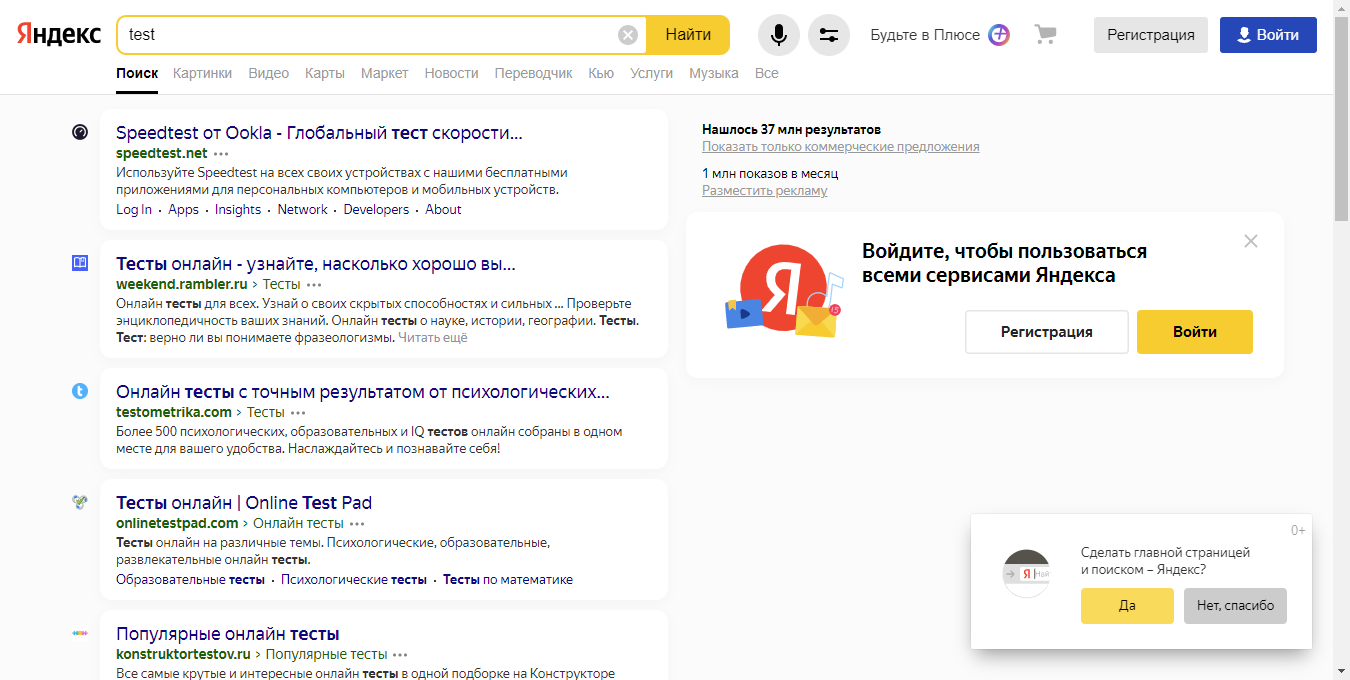 Яндекс
test
Найти
Будьте в Плюсе
Регистрация
Войти
Поиск Картинки Видео Карты Маркет Новости Переводчик Кью Услуги Музыка Все
Speedtest от Ookla - Глобальный тест скорости...
speedtest.net
Используйте Speedtest на всех своих устройствах с нашими бесплатными
приложениями для персональных компьютеров и мобильных устройств.
Log In · Apps · Insights · Network · Developers · About
Тесты онлайн - узнайте, насколько хорошо вы...
weekend.rambler.ru › Тесты
Онлайн тесты для всех. Узнай о своих скрытых способностях и сильных ... Проверьте
энциклопедичность ваших знаний. Онлайн тесты о науке, истории, географии. Тесты.
Тест: верно ли вы понимаете фразеологизмы. Читать ещё
Онлайн тесты с точным результатом от психологических...
testometrika.com › Тесты
Более 500 психологических, образовательных и IQ тестов онлайн собраны в одном
месте для вашего удобства. Наслаждайтесь и познавайте себя!
Тесты онлайн | Online Test Pad
onlinetestpad.com › Онлайн тесты
Тесты онлайн на различные темы. Психологические, образовательные,
развлекательные онлайн тесты.
Образовательные тесты · Психологические тесты · Тесты по математике
Популярные онлайн тесты
konstruktortestov.ru › Популярные тесты
Все самые крутые и интересные онлайн тесты в одной подборке на Конструкторе
Нашлось 37 млн результатов
Показать только коммерческие предложения
1 млн показов в месяц
Разместить рекламу
Я
15
Войдите, чтобы пользоваться
всеми сервисами Яндекса
Регистрация
Войти
0+
Я Най
Сделать главной страницей
и поиском – Яндекс?
Да
Нет, спасибо